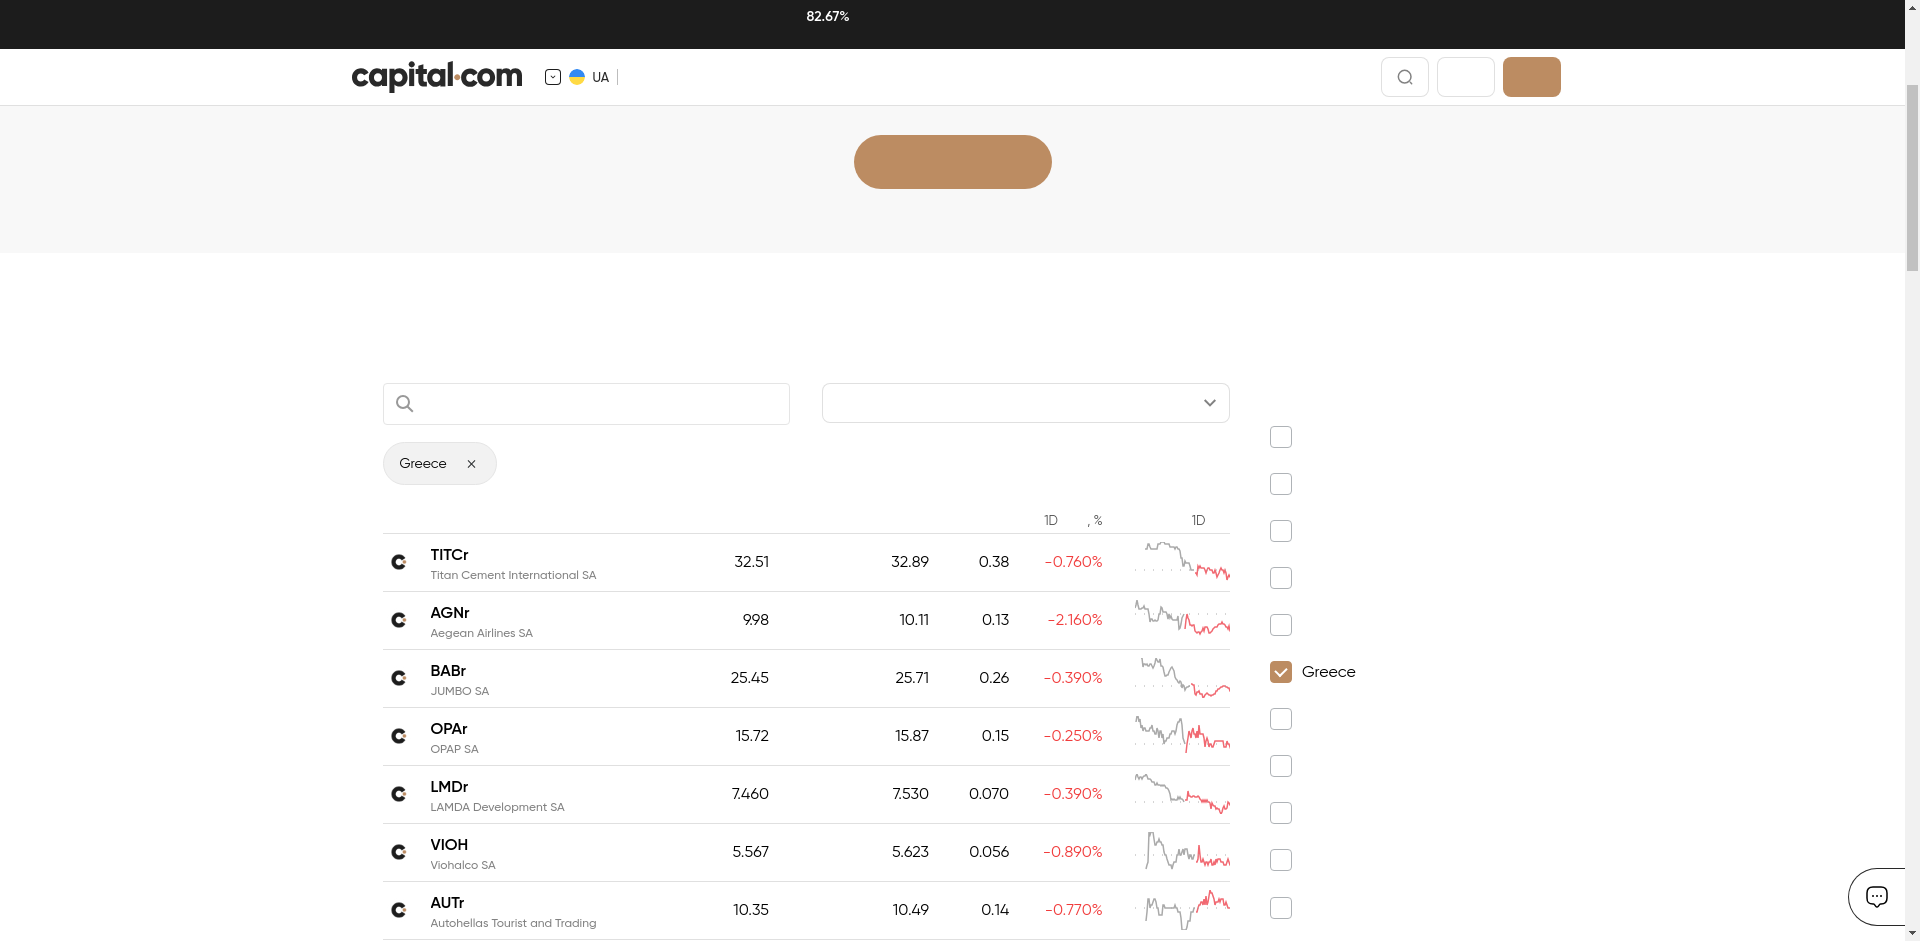 82.67%
capital.com
UA
Greece
1D , % 1D
TITCr
Titan Cement International SA
32.51 32.89 0.38 -0.760%
AGNr
Aegean Airlines SA
9.98 10.11 0.13 -2.160%
BABr
JUMBO SA
25.45 25.71 0.26 -0.390%
OPAr
OPAP SA
15.72 15.87 0.15 -0.250%
Greece
LMDr
LAMDA Development SA
7.460 7.530 0.070 -0.390%
VIOH
Viohalco SA
5.567 5.623 0.056 -0.890%
AUTr
Autohellas Tourist and Trading
10.35 10.49 0.14 -0.770%